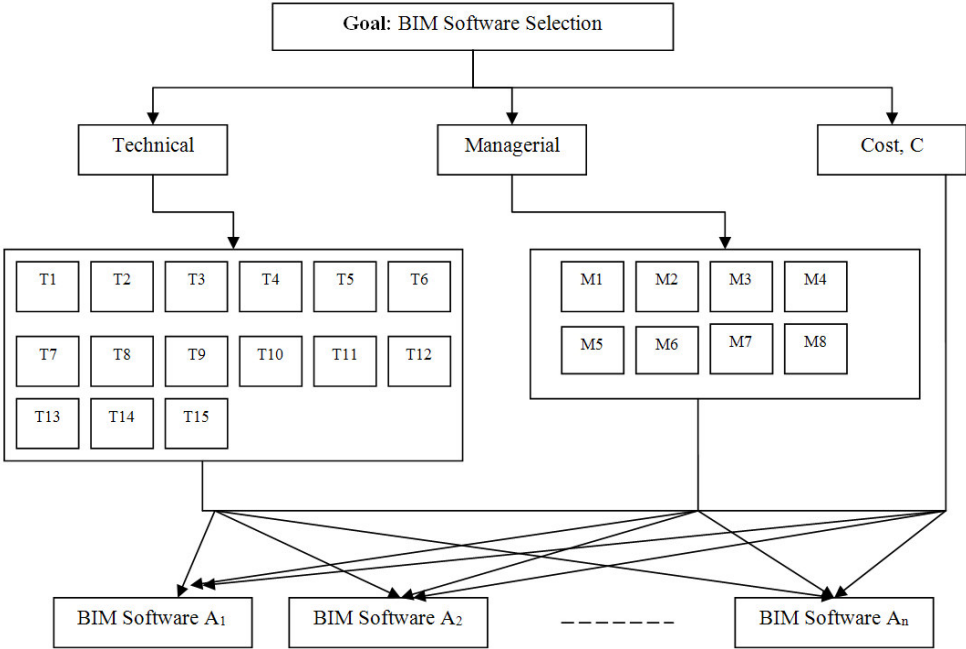 Goal: BIM Software Selection
Technical
Managerial
Cost, C
T1 T2 T3 T4 T5 T6
T7 T8 T9 T10 T11 T12
T13 T14 T15
M1 M2 M3 M4
M5 M6 M7 M8
BIM Software A₁
BIM Software A₂
BIM Software Aₙ